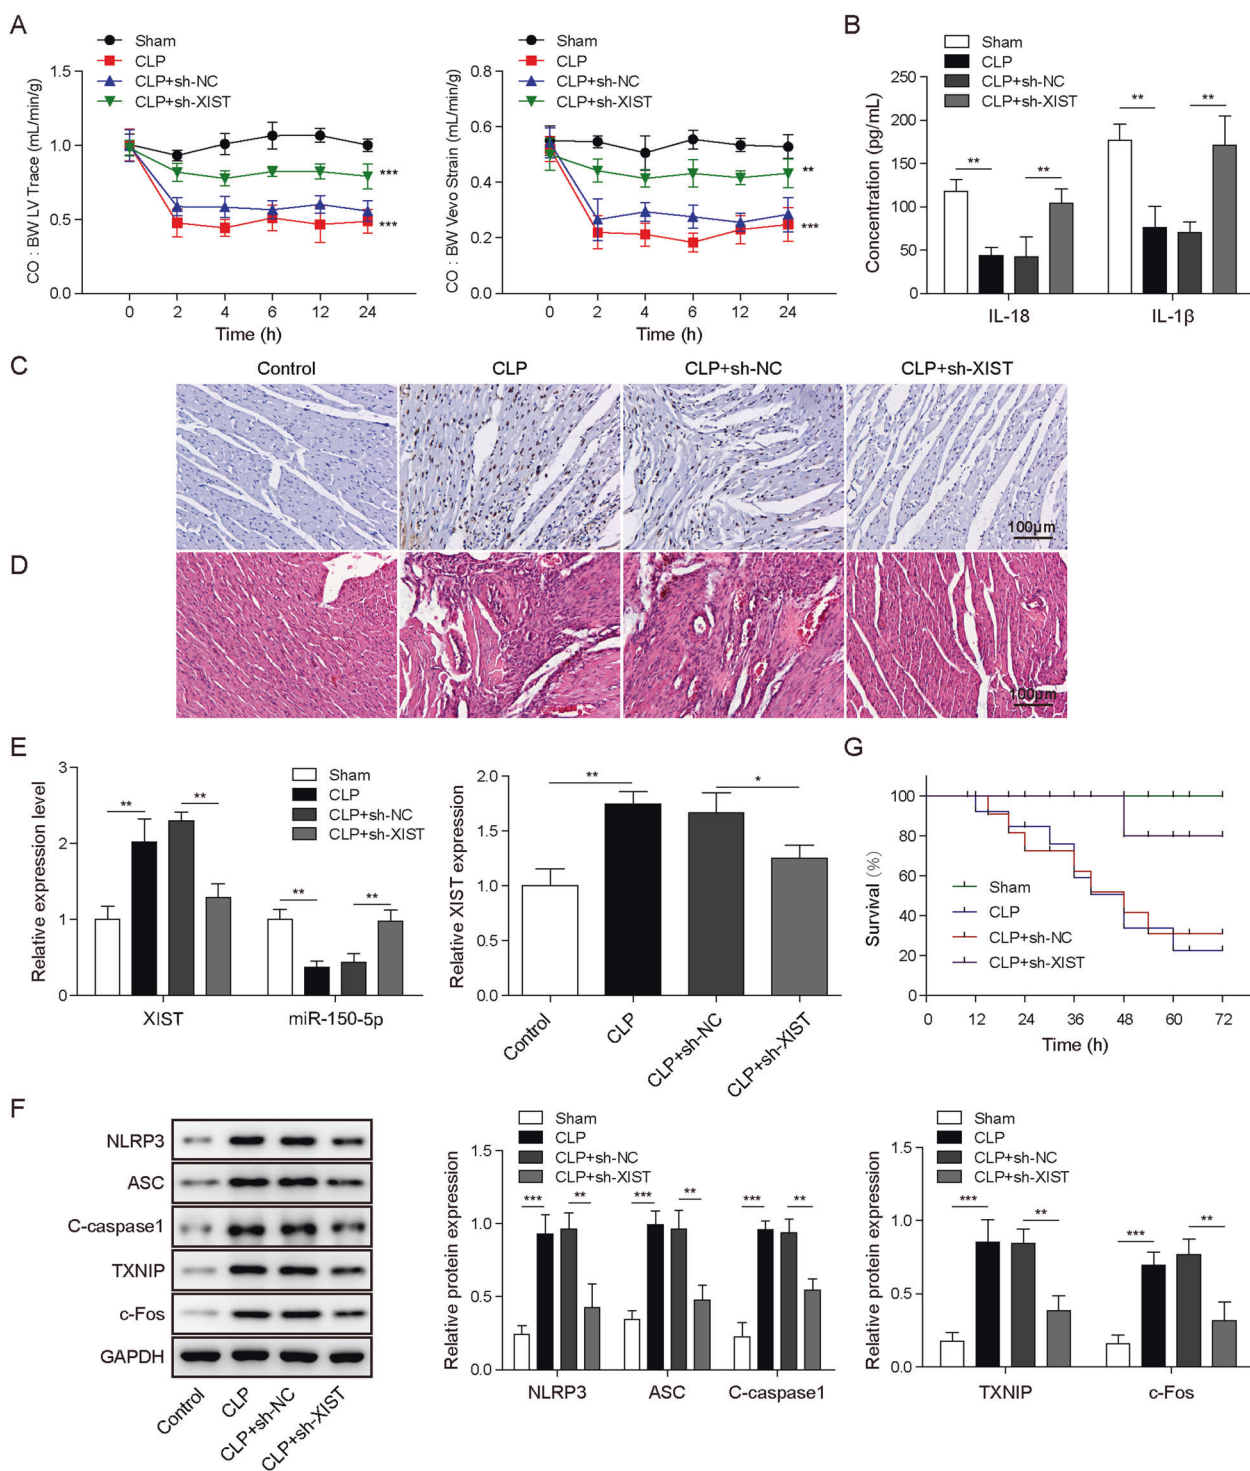 A
Sham
CLP
CLP+sh-NC
CLP+sh-XIST
CO : BW LV Trace (mL/min/g)
1.5
1.0
0.5
0.0
***
***
0 2 4 6 12 24
Time (h)
Sham
CLP
CLP+sh-NC
CLP+sh-XIST
CO : BW Vevo Strain (mL/min/g)
0.8
0.6
0.4
0.2
0.0
**
***
0 2 4 6 12 24
Time (h)
B
Sham
CLP
CLP+sh-NC
CLP+sh-XIST
Concentration (pg/mL)
250
200
150
100
50
0
** ** ** **
IL-18 IL-1β
C
Control CLP CLP+sh-NC CLP+sh-XIST
100μm
D
100μm
E
Relative expression level
3
2
1
0
Sham
CLP
CLP+sh-NC
CLP+sh-XIST
** ** ** **
XIST miR-150-5p
Relative XIST expression
2.0
1.5
1.0
0.5
0.0
** *
Control CLP CLP+sh-NC CLP+sh-XIST
G
Survival (%)
100
80
60
40
20
0
Sham
CLP
CLP+sh-NC
CLP+sh-XIST
0 12 24 36 48 60 72
Time (h)
F
NLRP3
ASC
C-caspase1
TXNIP
c-Fos
GAPDH
Control CLP CLP+sh-NC CLP+sh-XIST
Sham
CLP
CLP+sh-NC
CLP+sh-XIST
Relative protein expression
1.5
1.0
0.5
0.0
*** ** *** ** *** **
NLRP3 ASC C-caspase1
Sham
CLP
CLP+sh-NC
CLP+sh-XIST
Relative protein expression
1.5
1.0
0.5
0.0
*** ** *** **
TXNIP c-Fos